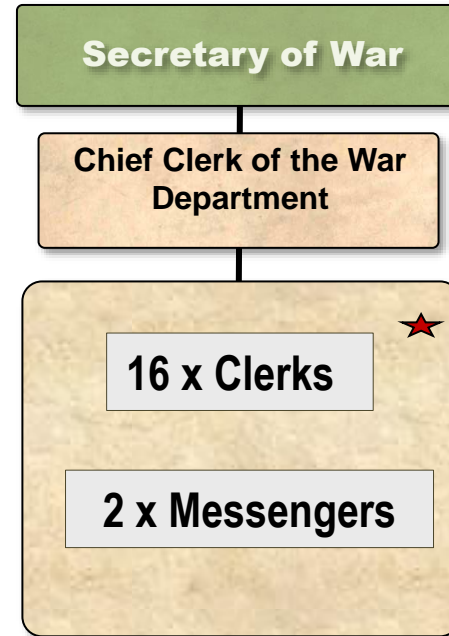 Secretary of War
Chief Clerk of the War
Department
16 x Clerks
2 x Messengers